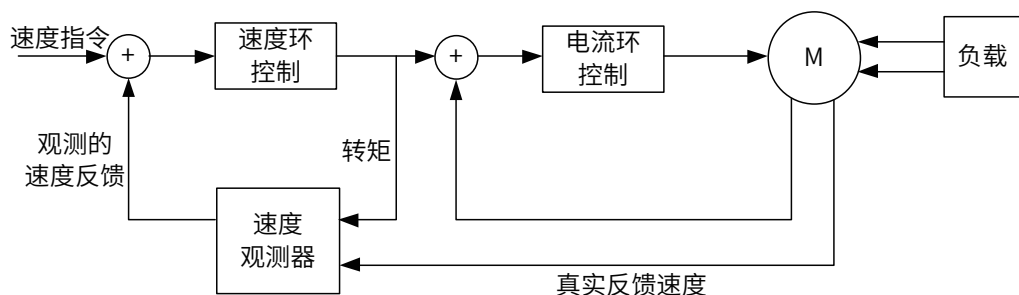 速度指令
+
速度环
控制
+
电流环
控制
M
负载
观测的
速度反馈
转矩
速度
观测器
真实反馈速度